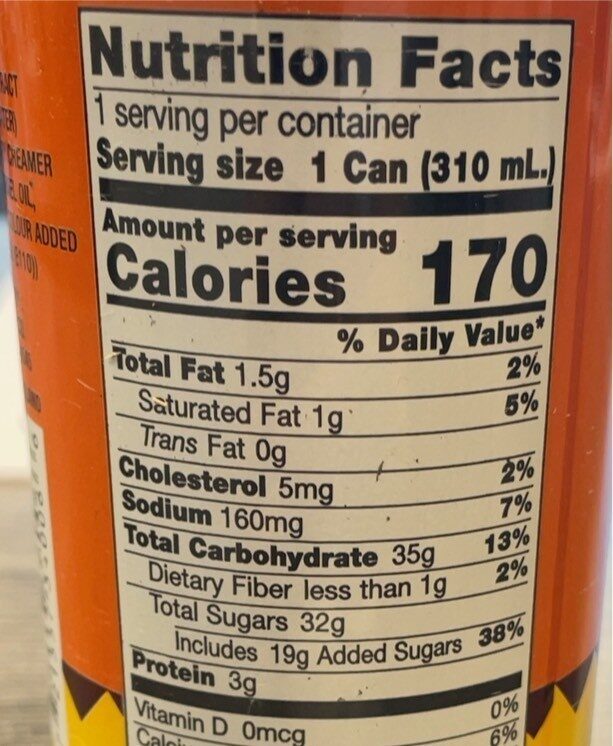 Nutrition Facts
1 serving per container
Serving size 1 Can (310 mL.)
Amount per serving
Calories 170
% Daily Value*
Total Fat 1.5g 2%
Saturated Fat 1g 5%
Trans Fat 0g
Cholesterol 5mg 2%
Sodium 160mg 7%
Total Carbohydrate 35g 13%
Dietary Fiber less than 1g 2%
Total Sugars 32g
Includes 19g Added Sugars 38%
Protein 3g
Vitamin D 0mcg 0%
6%
CREAMER
OIL,
ADDED